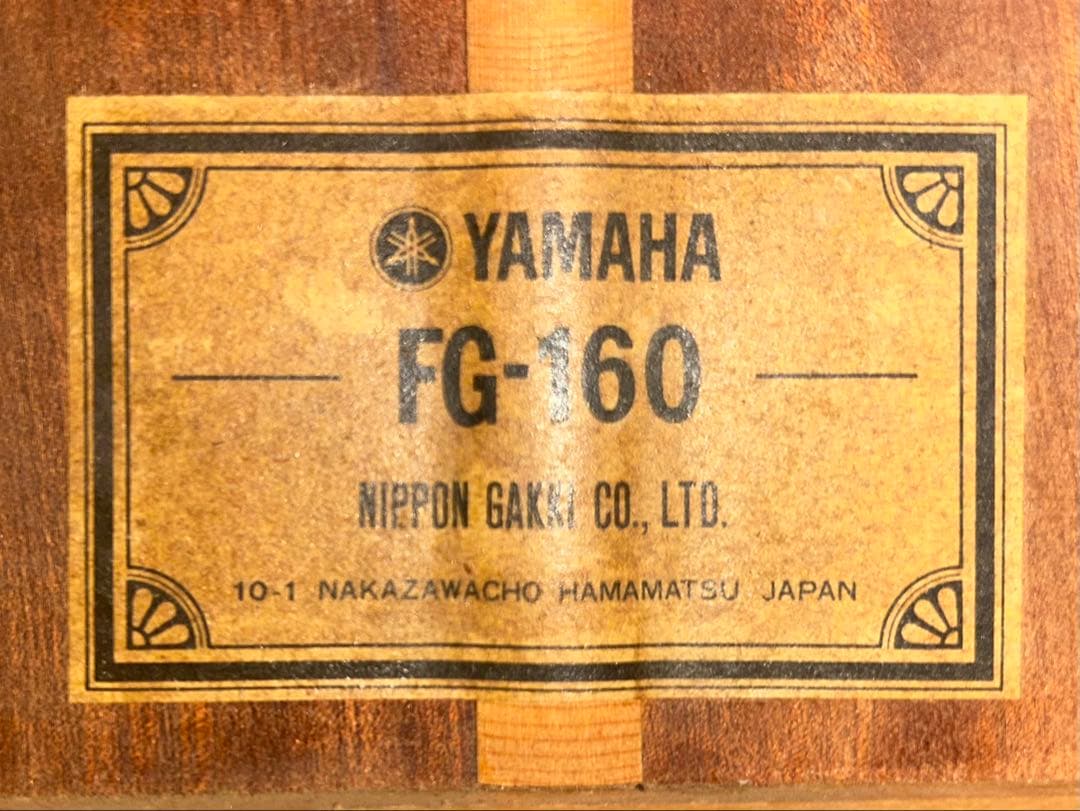 YAMAHA
FG-160
NIPPON GAKKI CO., LTD.
10-1 NAKAZAWACHO HAMAMATSU JAPAN